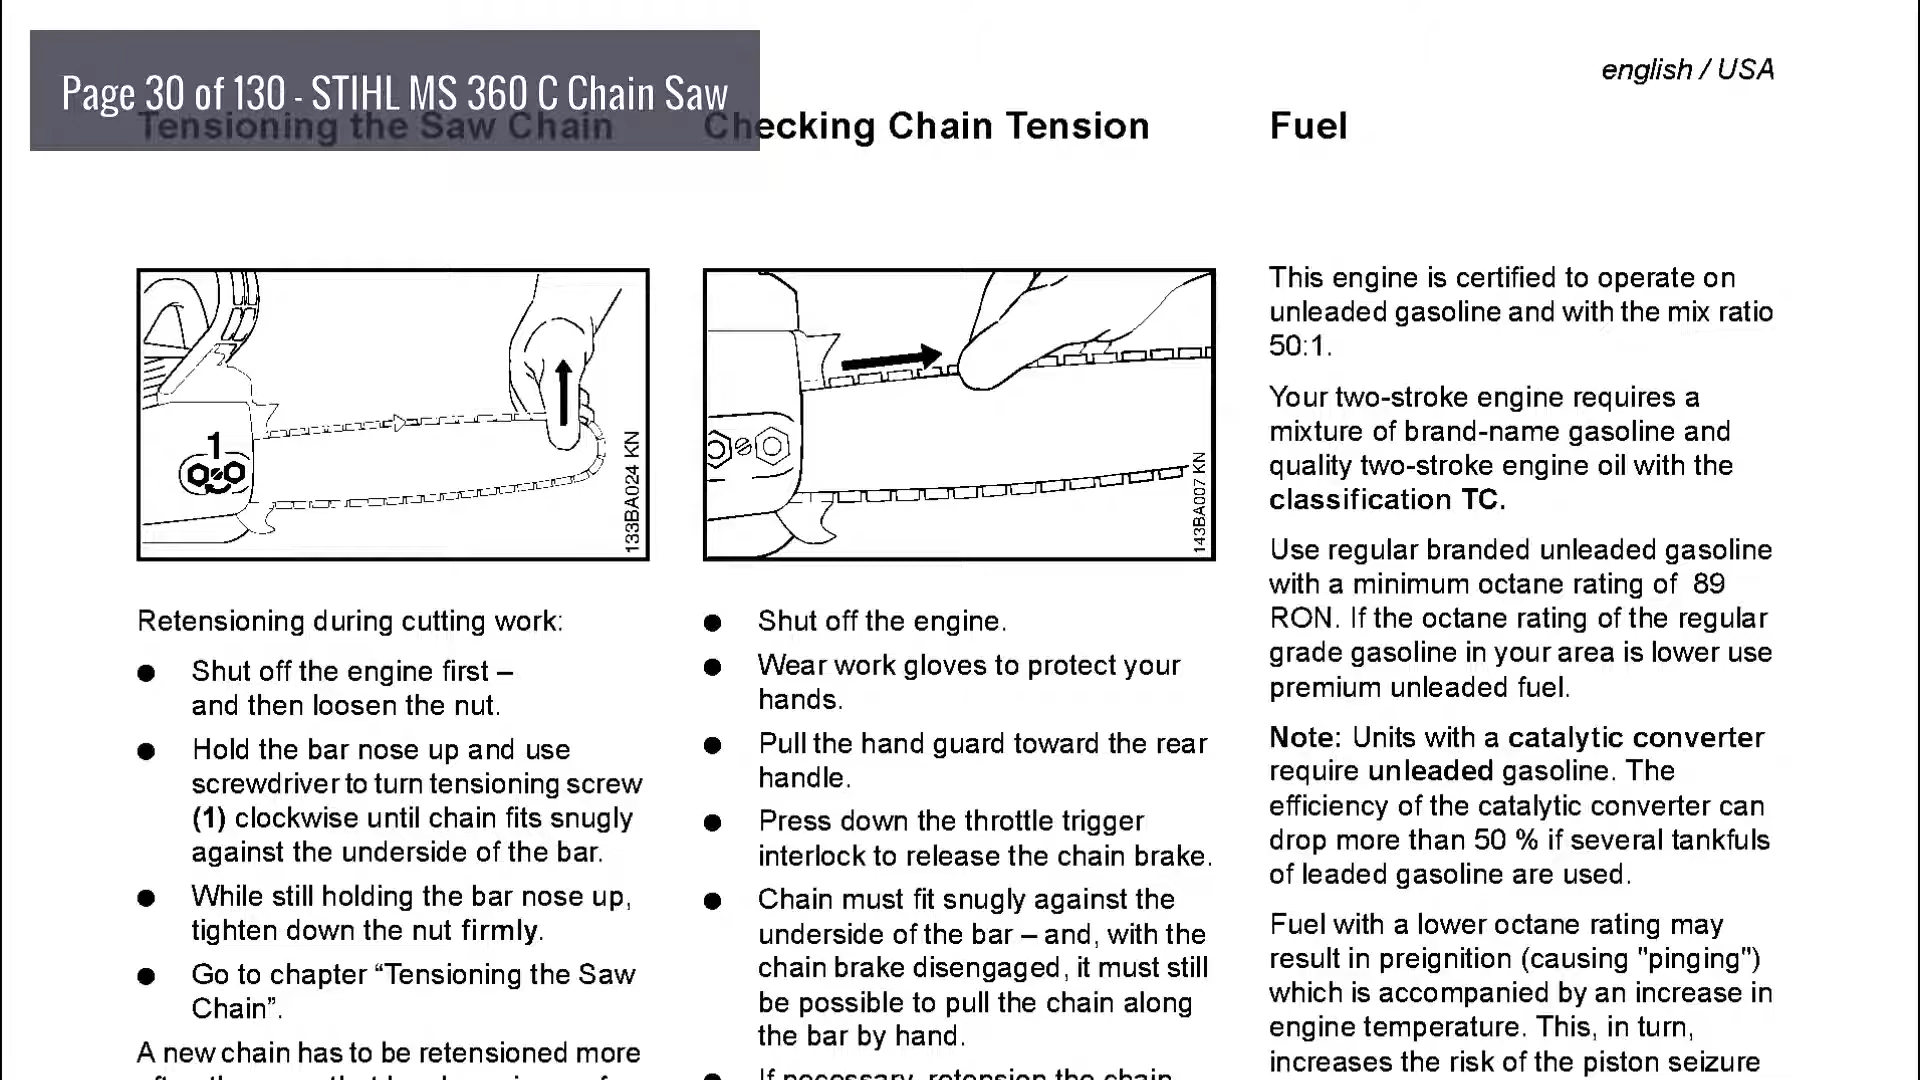 Page 30 of 130 - STIHL MS 360 C Chain Saw
english / USA
Tensioning the Saw Chain
1
133BA024 KN
Retensioning during cutting work:
● Shut off the engine first –
and then loosen the nut.
● Hold the bar nose up and use
screwdriver to turn tensioning screw
(1) clockwise until chain fits snugly
against the underside of the bar.
● While still holding the bar nose up,
tighten down the nut firmly.
● Go to chapter “Tensioning the Saw
Chain”.
A new chain has to be retensioned more
Checking Chain Tension
143BA007 KN
● Shut off the engine.
● Wear work gloves to protect your
hands.
● Pull the hand guard toward the rear
handle.
● Press down the throttle trigger
interlock to release the chain brake.
● Chain must fit snugly against the
underside of the bar – and, with the
chain brake disengaged, it must still
be possible to pull the chain along
the bar by hand.
● If necessary, retension the chain
Fuel
This engine is certified to operate on
unleaded gasoline and with the mix ratio
50:1.
Your two-stroke engine requires a
mixture of brand-name gasoline and
quality two-stroke engine oil with the
classification TC.
Use regular branded unleaded gasoline
with a minimum octane rating of 89
RON. If the octane rating of the regular
grade gasoline in your area is lower use
premium unleaded fuel.
Note: Units with a catalytic converter
require unleaded gasoline. The
efficiency of the catalytic converter can
drop more than 50 % if several tankfuls
of leaded gasoline are used.
Fuel with a lower octane rating may
result in preignition (causing "pinging")
which is accompanied by an increase in
engine temperature. This, in turn,
increases the risk of the piston seizure